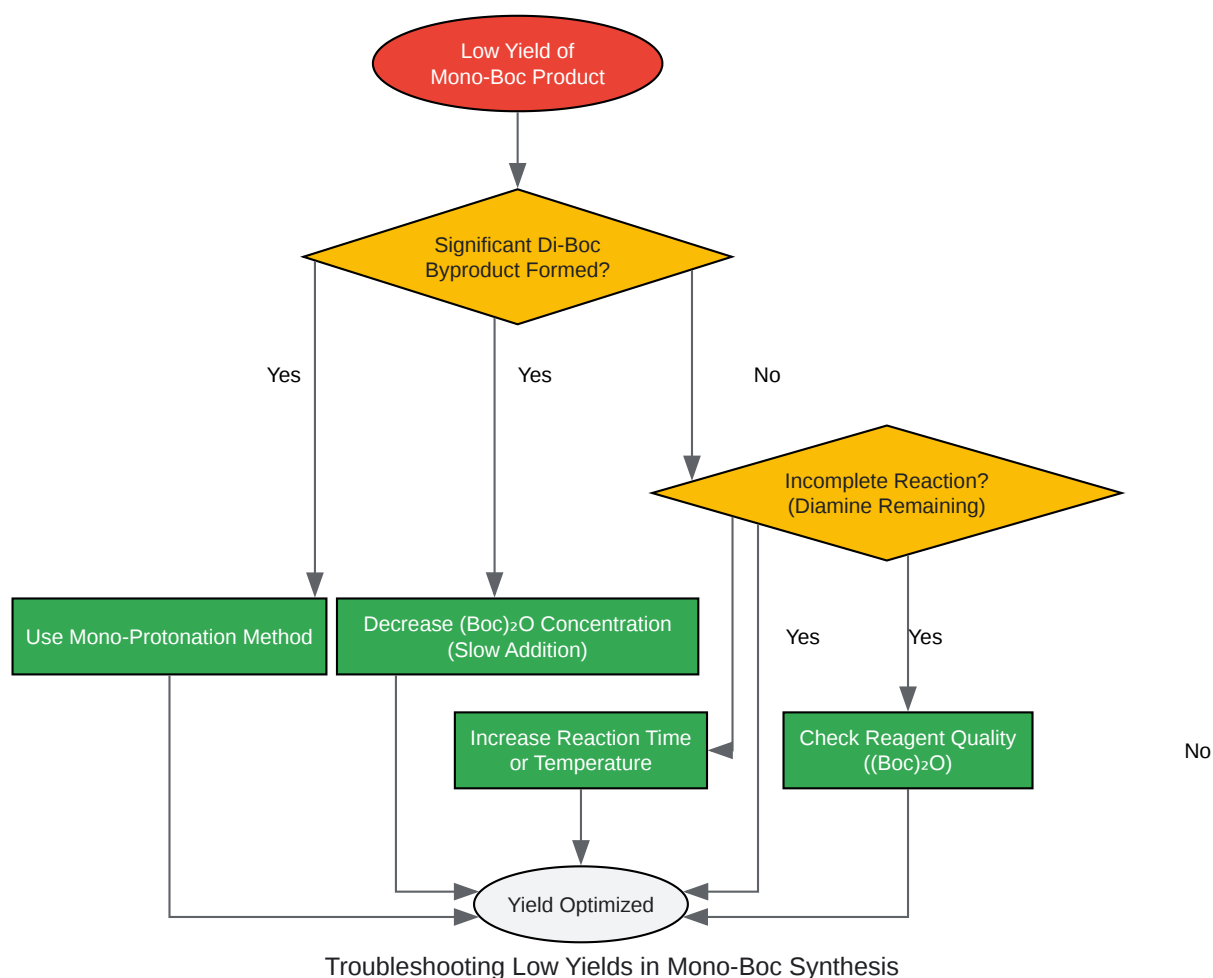 Low Yield of
Mono-Boc Product
Significant Di-Boc
Byproduct Formed?
Yes
Yes
No
Incomplete Reaction?
(Diamine Remaining)
Use Mono-Protonation Method
Decrease (Boc)₂O Concentration
(Slow Addition)
Yes
Yes
Increase Reaction Time
or Temperature
Check Reagent Quality
((Boc)₂O)
No
Yield Optimized
Troubleshooting Low Yields in Mono-Boc Synthesis